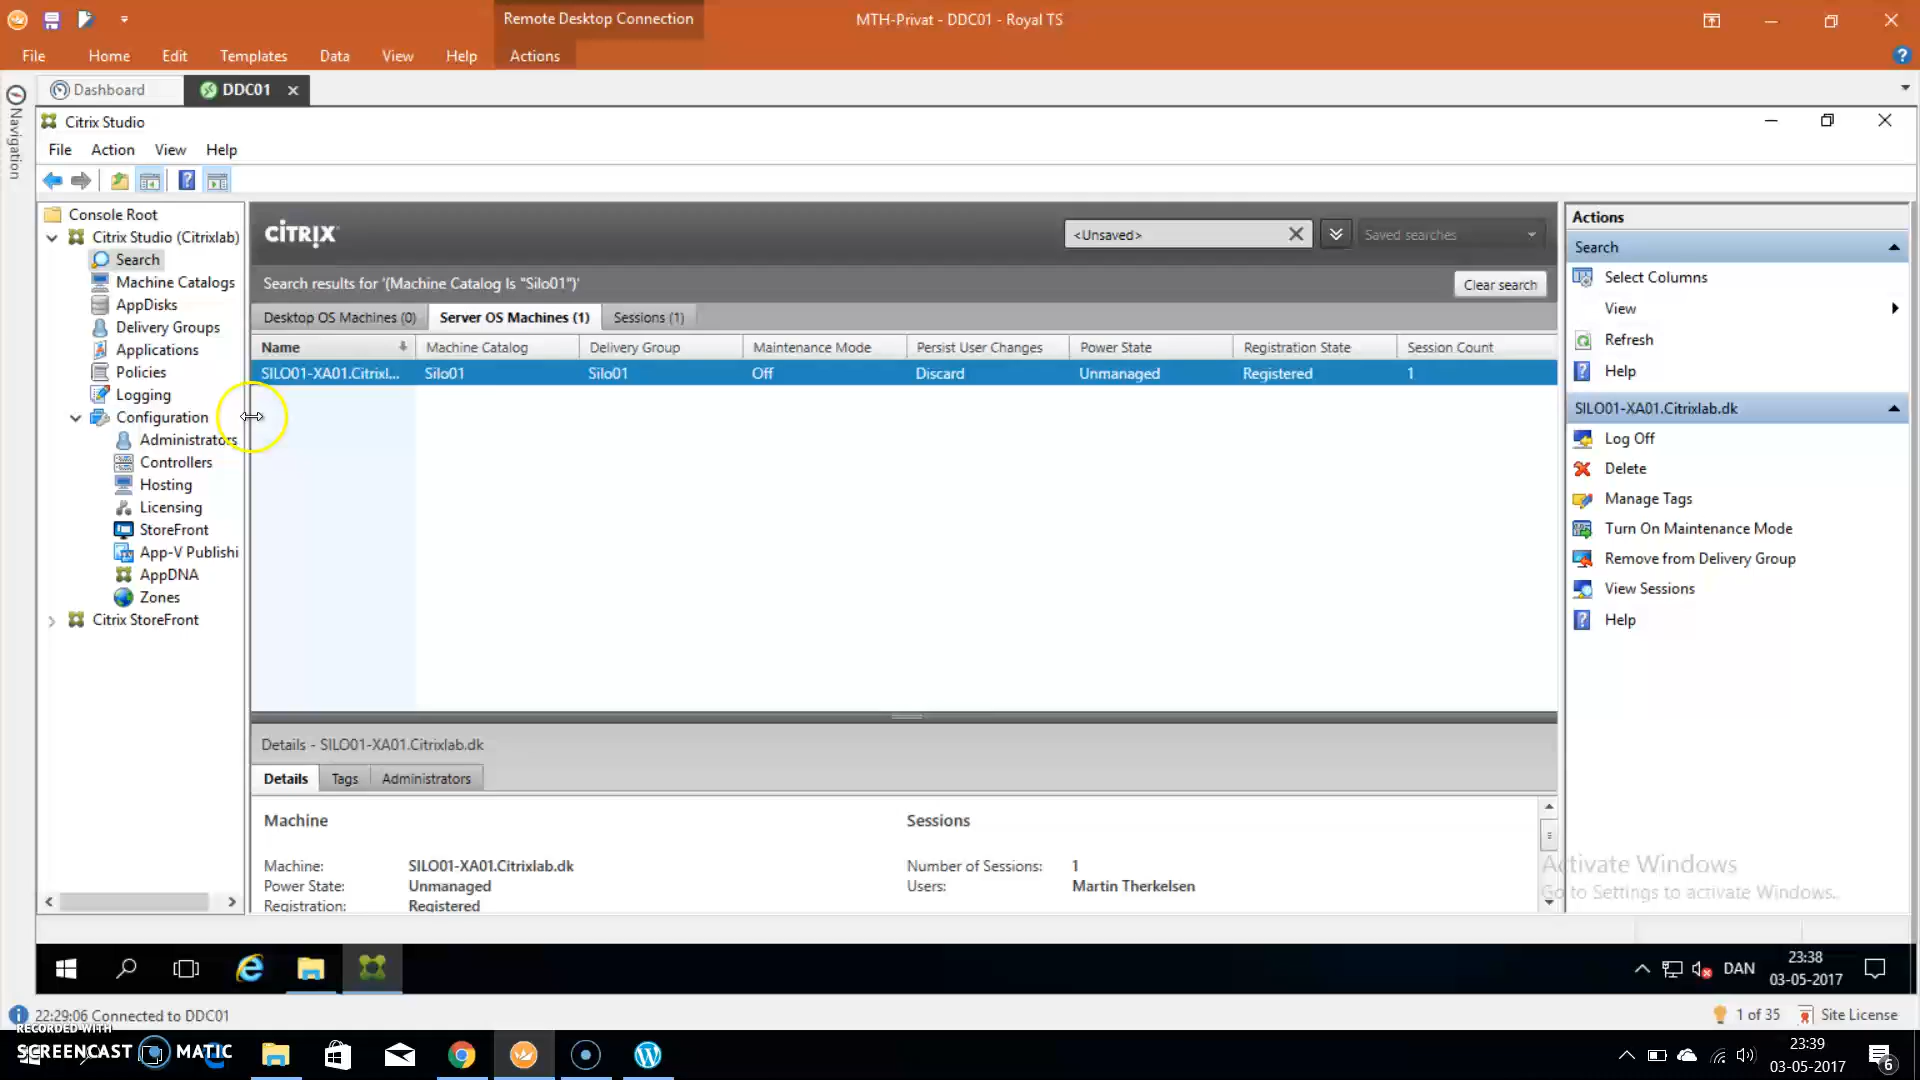 Remote Desktop Connection
MTH-Privat - DDC01 - Royal TS
File Home Edit Templates Data View Help Actions
Dashboard DDC01
Navigation
Citrix Studio
File Action View Help
Console Root
Citrix Studio (Citrixlab)
Search
Machine Catalogs
AppDisks
Delivery Groups
Applications
Policies
Logging
Configuration
Administrators
Controllers
Hosting
Licensing
StoreFront
App-V Publishi
AppDNA
Zones
Citrix StoreFront
CİTRIX
<Unsaved>
Saved searches
Search results for '(Machine Catalog Is "Silo01")'
Clear search
Desktop OS Machines (0) Server OS Machines (1) Sessions (1)
Name Machine Catalog Delivery Group Maintenance Mode Persist User Changes Power State Registration State Session Count
SILO01-XA01.Citrixl... Silo01 Silo01 Off Discard Unmanaged Registered 1
Details - SILO01-XA01.Citrixlab.dk
Details Tags Administrators
Machine
Machine: SILO01-XA01.Citrixlab.dk
Power State: Unmanaged
Registration: Registered
Sessions
Number of Sessions: 1
Users: Martin Therkelsen
Actions
Search
Select Columns
View
Refresh
Help
SILO01-XA01.Citrixlab.dk
Log Off
Delete
Manage Tags
Turn On Maintenance Mode
Remove from Delivery Group
View Sessions
Help
Activate Windows
Go to Settings to activate Windows.
DAN
23:38
03-05-2017
22:29:06 Connected to DDC01
1 of 35 Site License
RECORDED WITH
SCREENCAST MATIC
23:39
03-05-2017
6